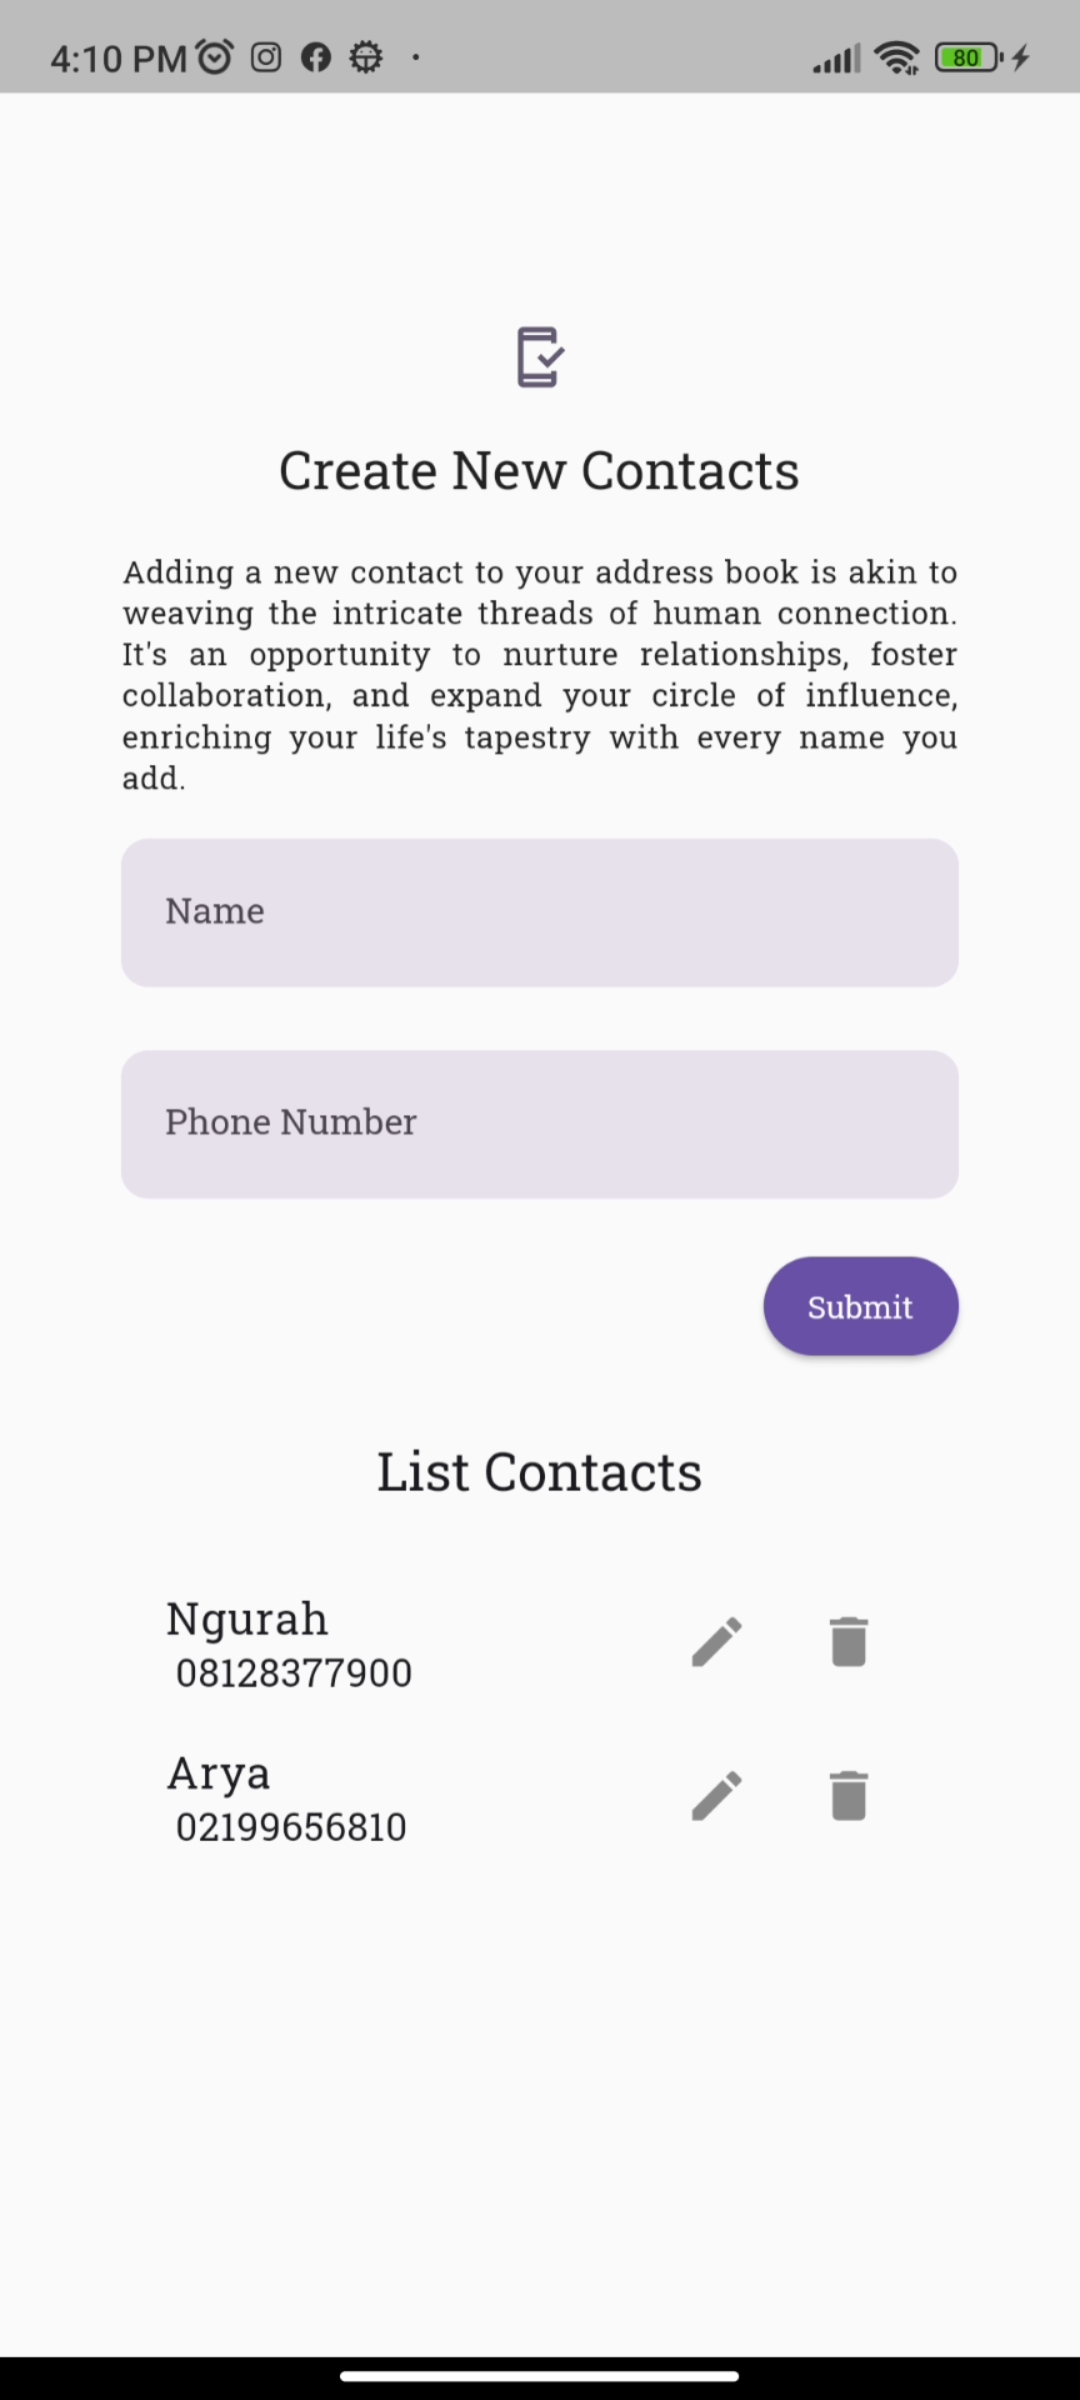 4:10 PM
80
Create New Contacts
Adding a new contact to your address book is akin to
weaving the intricate threads of human connection.
It's an opportunity to nurture relationships, foster
collaboration, and expand your circle of influence,
enriching your life's tapestry with every name you
add.
Name
Phone Number
Submit
List Contacts
Ngurah
08128377900
Arya
02199656810